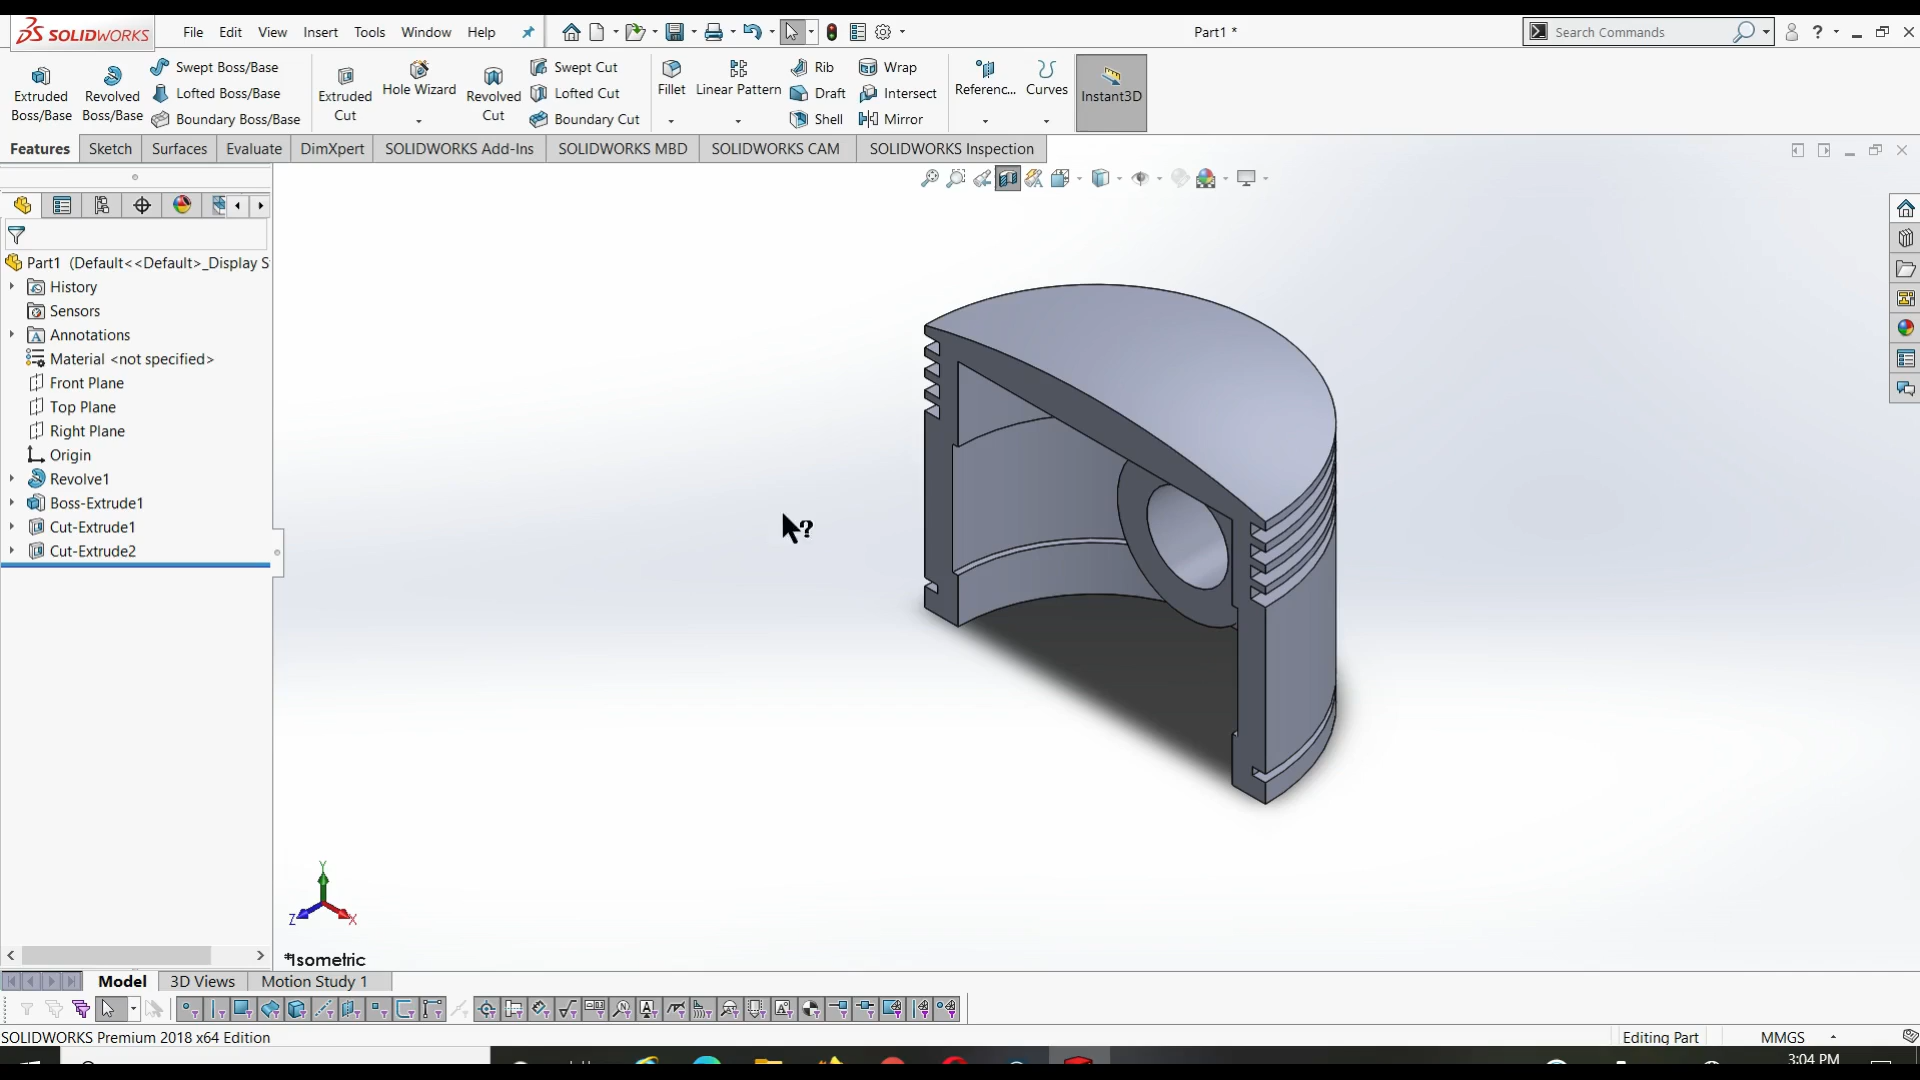 SOLIDWORKS
File Edit View Insert Tools Window Help
Part1 *
Search Commands
Extruded Boss/Base
Revolved Boss/Base
Swept Boss/Base
Lofted Boss/Base
Boundary Boss/Base
Extruded Cut
Hole Wizard
Revolved Cut
Swept Cut
Lofted Cut
Boundary Cut
Fillet
Linear Pattern
Rib
Draft
Shell
Wrap
Intersect
Mirror
Referenc...
Curves
Instant3D
Features Sketch Surfaces Evaluate DimXpert SOLIDWORKS Add-Ins SOLIDWORKS MBD SOLIDWORKS CAM SOLIDWORKS Inspection
Part1 (Default<<Default>_Display S
History
Sensors
Annotations
Material <not specified>
Front Plane
Top Plane
Right Plane
Origin
Revolve1
Boss-Extrude1
Cut-Extrude1
Cut-Extrude2
Y
Z
X
*Isometric
Model 3D Views Motion Study 1
SOLIDWORKS Premium 2018 x64 Edition
Editing Part
MMGS
3:04 PM